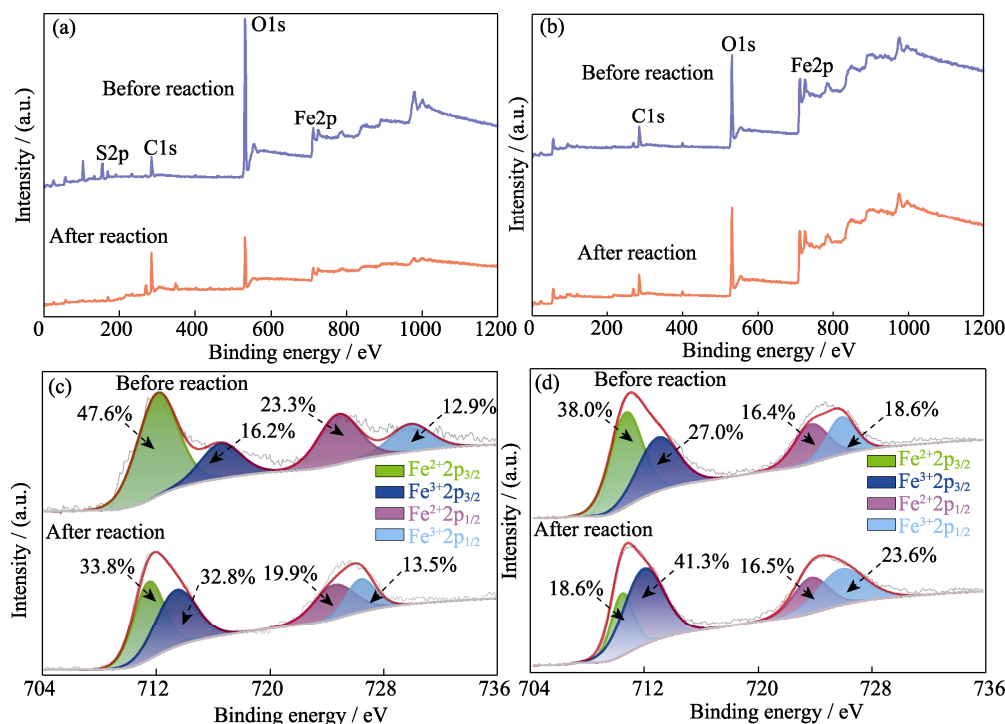 (a)
O1s
Before reaction
Fe2p
S2p
C1s
After reaction
Intensity / (a.u.)
0 200 400 600 800 1000 1200
Binding energy / eV
(b)
O1s
Before reaction
Fe2p
C1s
After reaction
Intensity / (a.u.)
0 200 400 600 800 1000 1200
Binding energy / eV
(c)
Before reaction
47.6%
16.2%
23.3%
12.9%
Fe²⁺2p₃/₂
Fe³⁺2p₃/₂
Fe²⁺2p₁/₂
Fe³⁺2p₁/₂
After reaction
33.8%
32.8%
19.9%
13.5%
Intensity / (a.u.)
704 712 720 728 736
Binding energy / eV
(d)
Before reaction
38.0%
27.0%
16.4%
18.6%
Fe²⁺2p₃/₂
Fe³⁺2p₃/₂
Fe²⁺2p₁/₂
Fe³⁺2p₁/₂
After reaction
18.6%
41.3%
16.5%
23.6%
Intensity / (a.u.)
704 712 720 728 736
Binding energy / eV